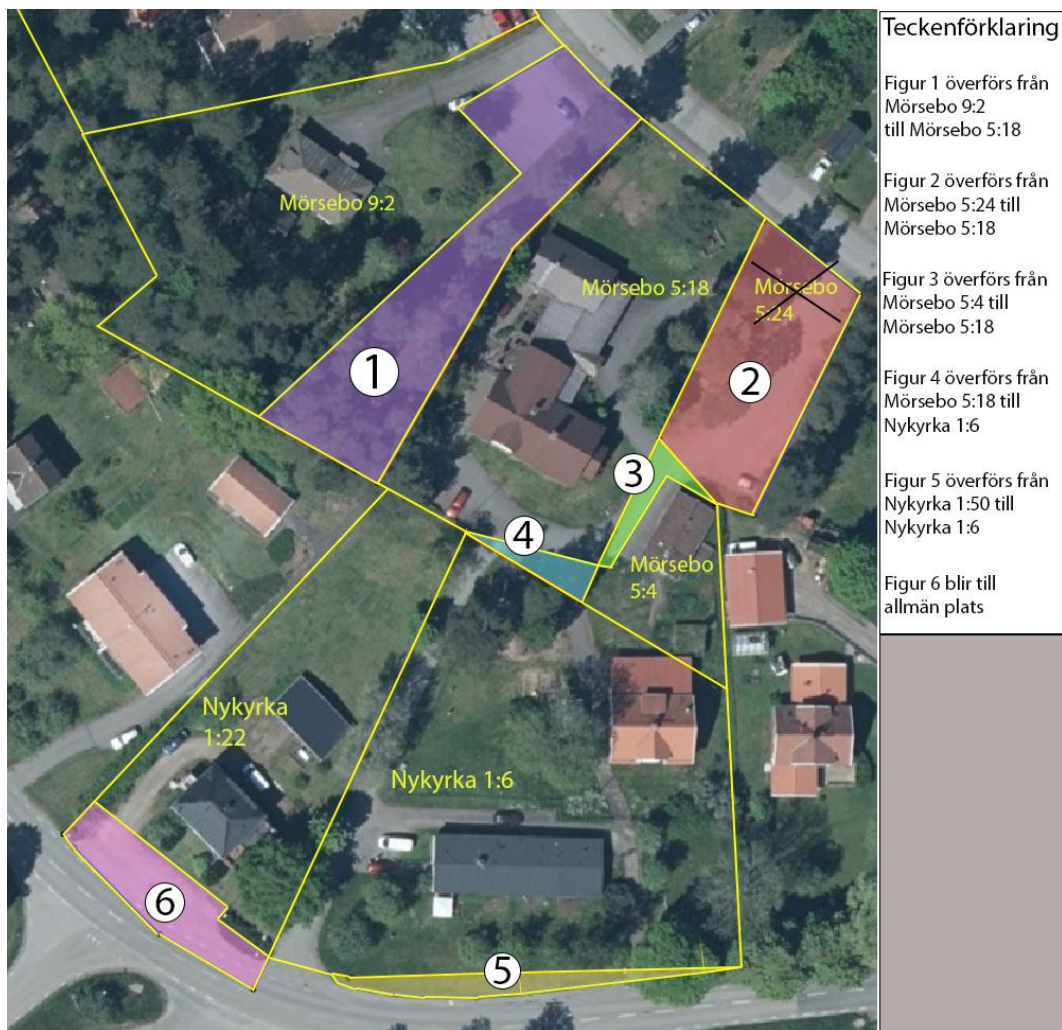 Teckenförklaring
Figur 1 överförs från
Mörsebo 9:2
till Mörsebo 5:18
Figur 2 överförs från
Mörsebo 5:24 till
Mörsebo 5:18
Figur 3 överförs från
Mörsebo 5:4 till
Mörsebo 5:18
Figur 4 överförs från
Mörsebo 5:18 till
Nykyrka 1:6
Figur 5 överförs från
Nykyrka 1:50 till
Nykyrka 1:6
Figur 6 blir till
allmän plats
Mörsebo 9:2
Mörsebo 5:18
Mörsebo
5:24
1
2
3
4
Mörsebo
5:4
Nykyrka
1:22
Nykyrka 1:6
6
5